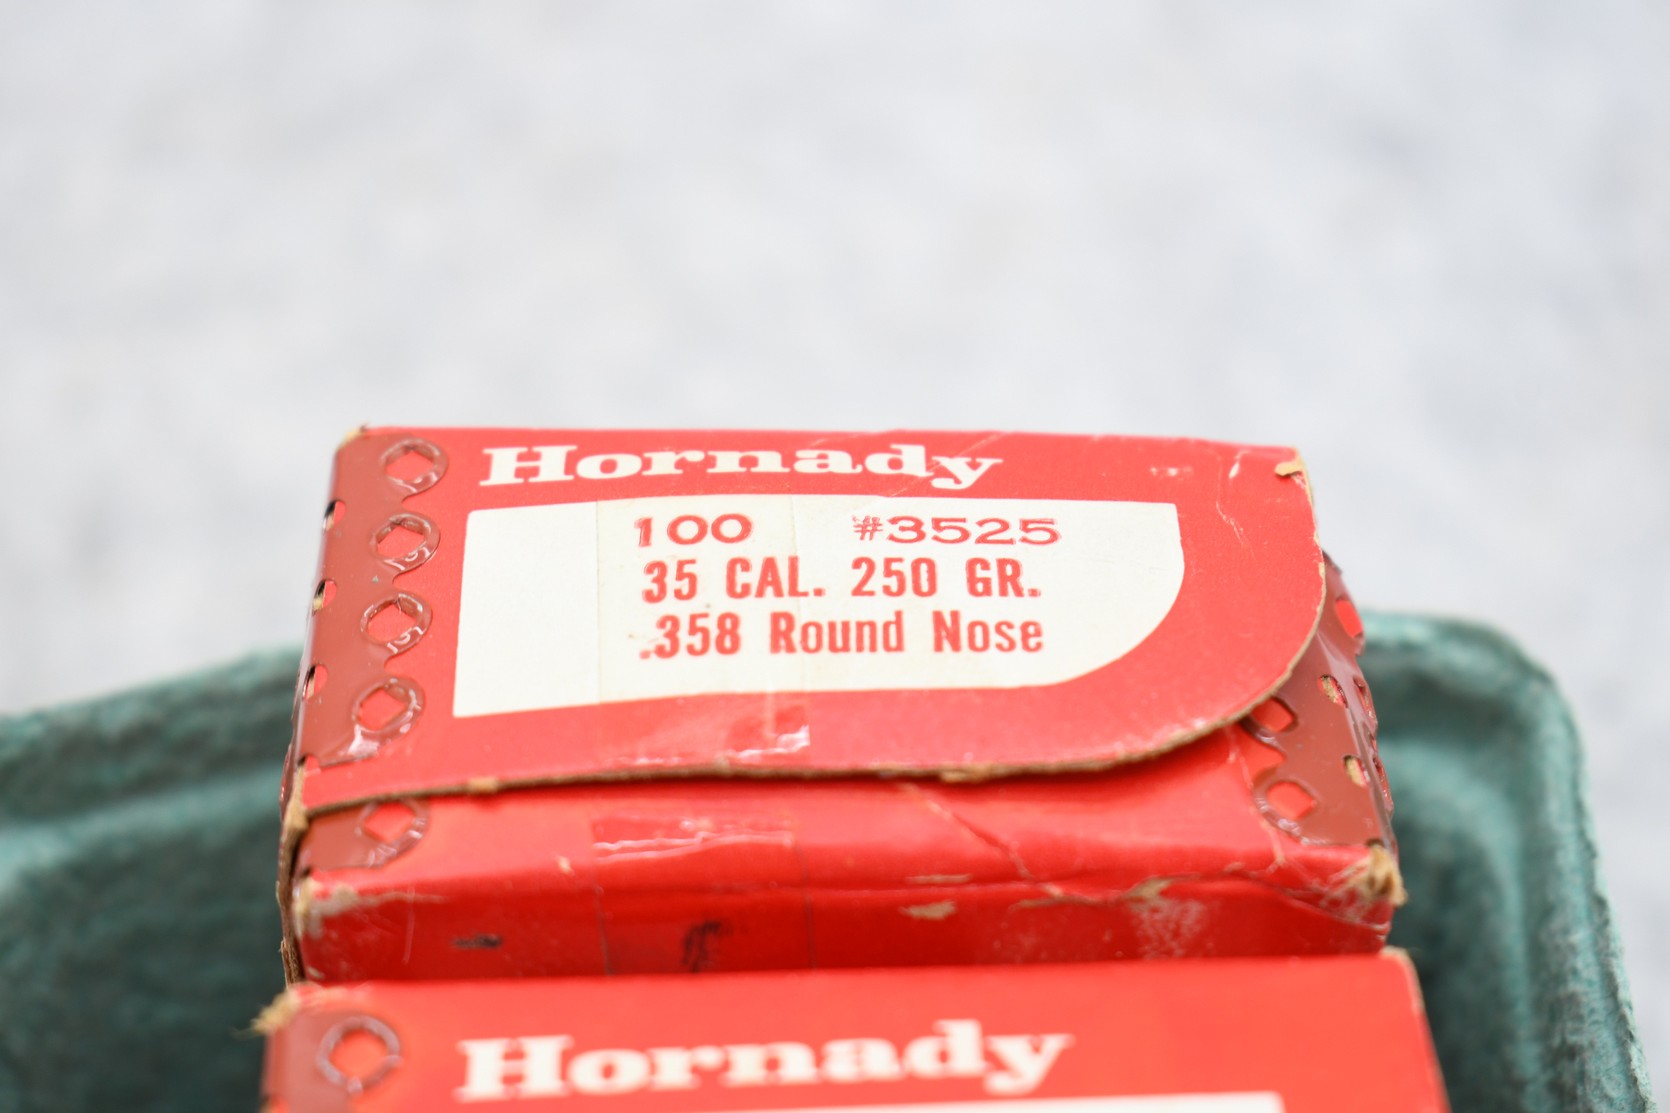 Hornady
100 #3525
35 CAL. 250 GR.
.358 Round Nose
Hornady